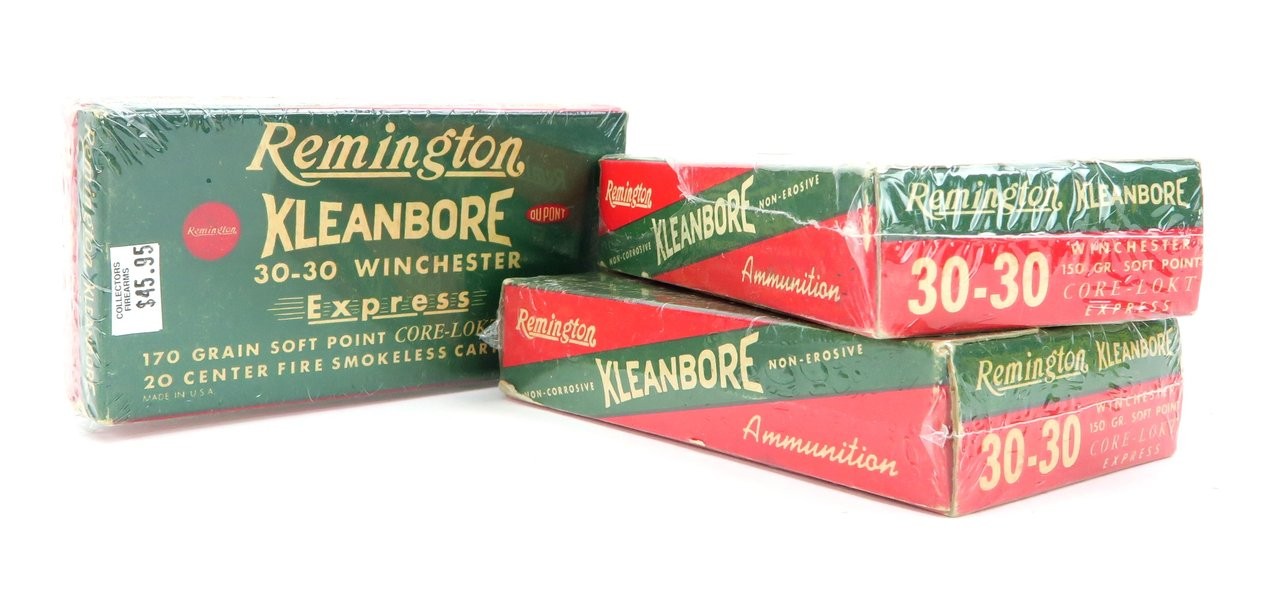 Remington
KLEANBORE
Remington
DU PONT
30-30 WINCHESTER
Express
170 GRAIN SOFT POINT CORE-LOKT
20 CENTER FIRE SMOKELESS
MADE IN U.S.A.
COLLECTORS
FIREARMS
$45.95
Remington
NON-CORROSIVE KLEANBORE NON-EROSIVE
Ammunition
Remington KLEANBORE
30-30
WINCHESTER
150 GR. SOFT POINT
CORE-LOKT
EXPRESS
Remington
NON-CORROSIVE KLEANBORE NON-EROSIVE
Ammunition
Remington KLEANBORE
30-30
WINCHESTER
150 GR. SOFT POINT
CORE-LOKT
EXPRESS